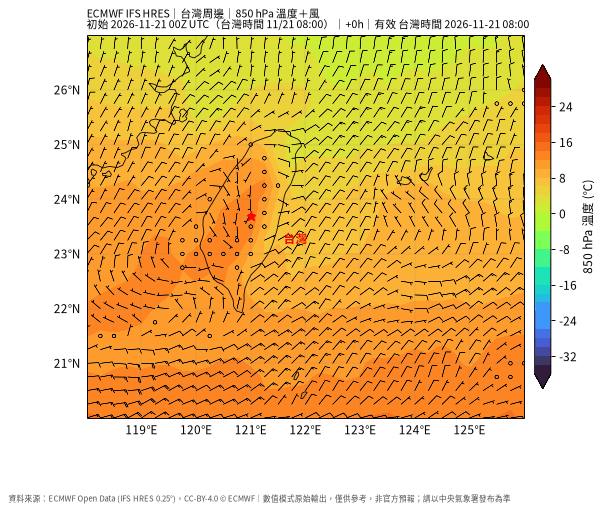 ECMWF IFS HRES｜台灣周邊｜850 hPa 溫度＋風
初始 2026-11-21 00Z UTC（台灣時間 11/21 08:00）｜+0h｜有效 台灣時間 2026-11-21 08:00
26°N
25°N
24°N
23°N
22°N
21°N
台灣
119°E 120°E 121°E 122°E 123°E 124°E 125°E
24
16
8
0
-8
-16
-24
-32
850 hPa 溫度 (°C)
資料來源：ECMWF Open Data (IFS HRES 0.25°)，CC-BY-4.0 © ECMWF｜數值模式原始輸出，僅供參考，非官方預報；請以中央氣象署發布為準